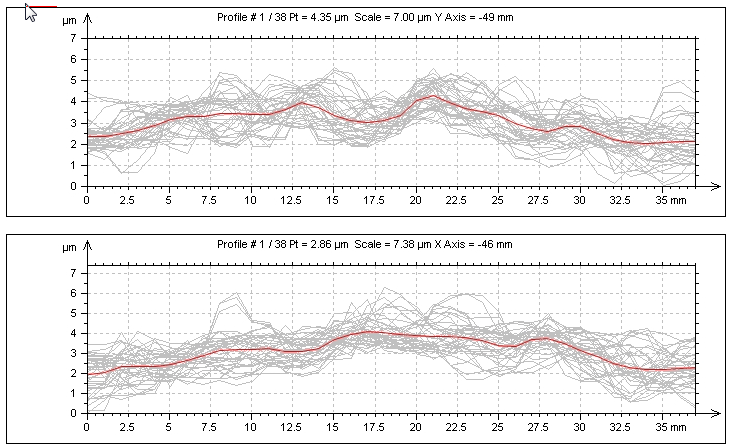 Profile # 1 / 38 Pt = 4.35 µm Scale = 7.00 µm Y Axis = -49 mm
µm
7
6
5
4
3
2
1
0
0 2.5 5 7.5 10 12.5 15 17.5 20 22.5 25 27.5 30 32.5 35 mm
Profile # 1 / 38 Pt = 2.86 µm Scale = 7.38 µm X Axis = -46 mm
µm
7
6
5
4
3
2
1
0
0 2.5 5 7.5 10 12.5 15 17.5 20 22.5 25 27.5 30 32.5 35 mm